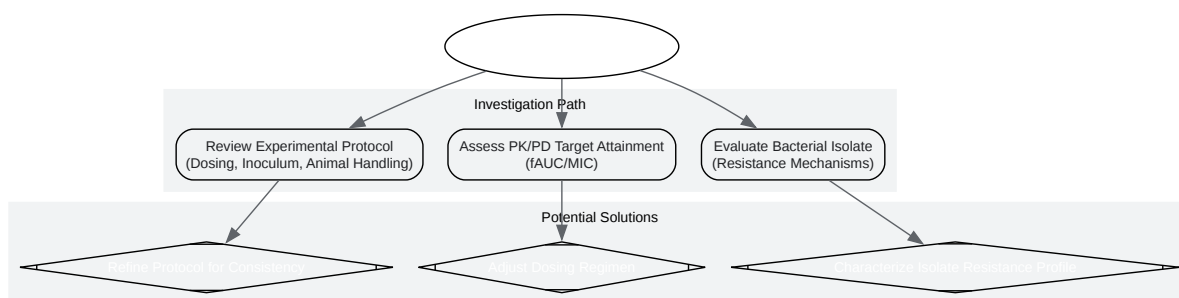 Investigation Path
Review Experimental Protocol
(Dosing, Inoculum, Animal Handling)
Assess PK/PD Target Attainment
(fAUC/MIC)
Evaluate Bacterial Isolate
(Resistance Mechanisms)
Potential Solutions
Refine Protocol for Consistency
Adjust Dosing Regimen
Characterize Isolate Resistance Profile